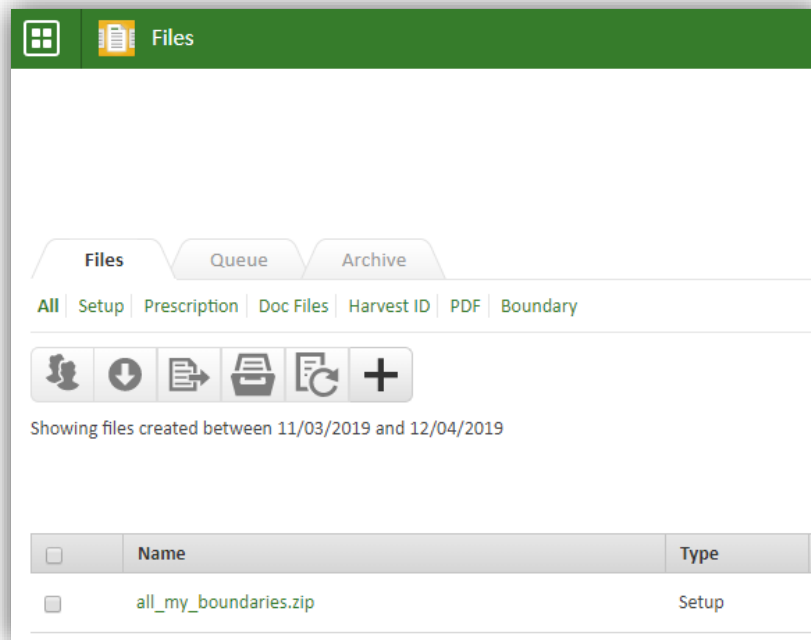 Files
Files Queue Archive
All Setup Prescription Doc Files Harvest ID PDF Boundary
Showing files created between 11/03/2019 and 12/04/2019
Name Type
all_my_boundaries.zip Setup